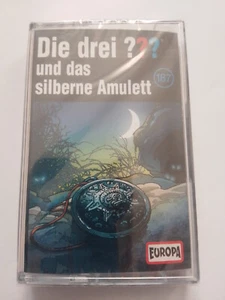 Die drei ???
und das
silberne Amulett
EUROPA